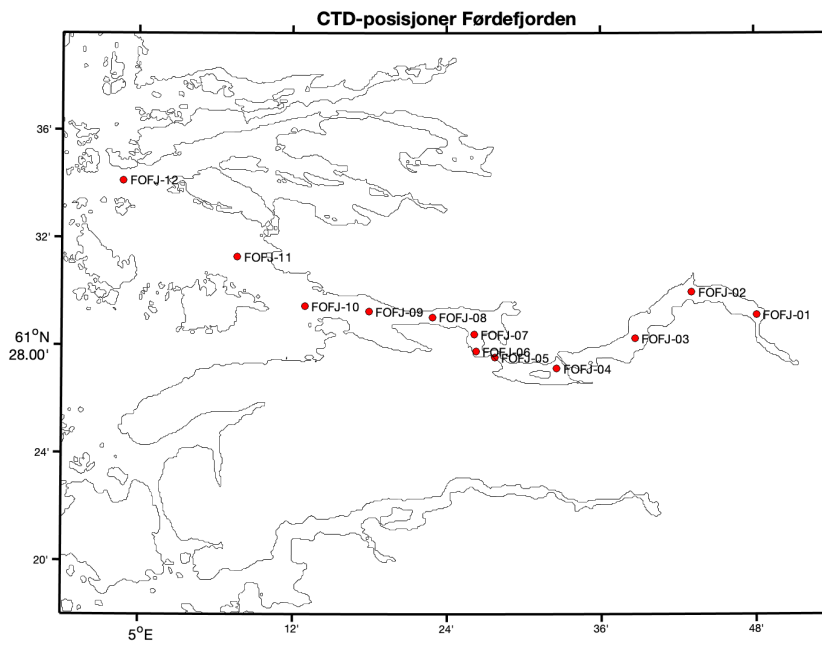 CTD-posisjoner Førdefjorden
36'
FOFJ-12
32'
FOFJ-11
FOFJ-02
FOFJ-10
FOFJ-09
FOFJ-01
FOFJ-08
61°N
28.00'
FOFJ-07
FOFJ-03
FOFJ-06
FOFJ-05
FOFJ-04
24'
20'
5°E
12'
24'
36'
48'